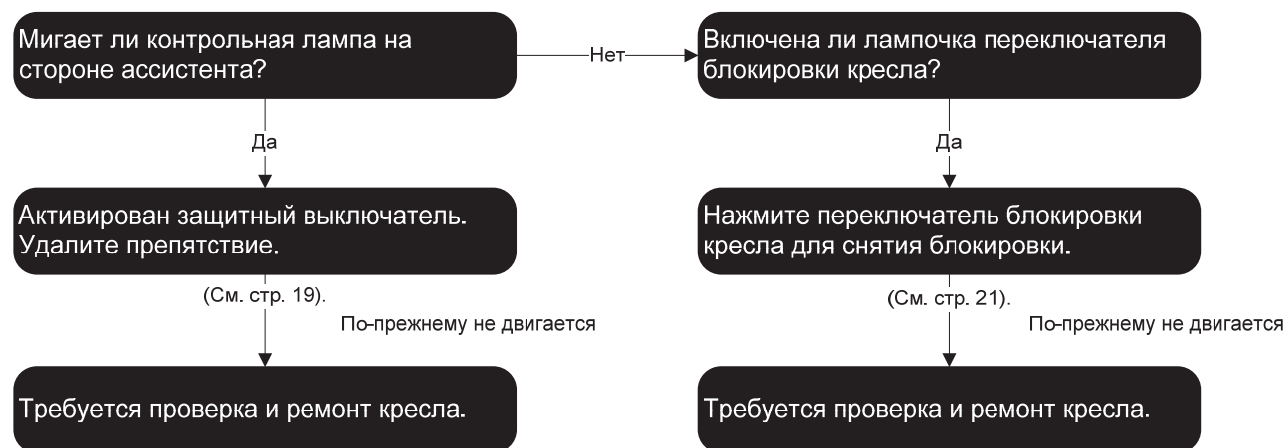 Мигает ли контрольная лампа на
стороне ассистента?
Нет
Включена ли лампочка переключателя
блокировки кресла?
Да
Да
Активирован защитный выключатель.
Удалите препятствие.
Нажмите переключатель блокировки
кресла для снятия блокировки.
(См. стр. 19).
По-прежнему не двигается
(См. стр. 21).
По-прежнему не двигается
Требуется проверка и ремонт кресла.
Требуется проверка и ремонт кресла.